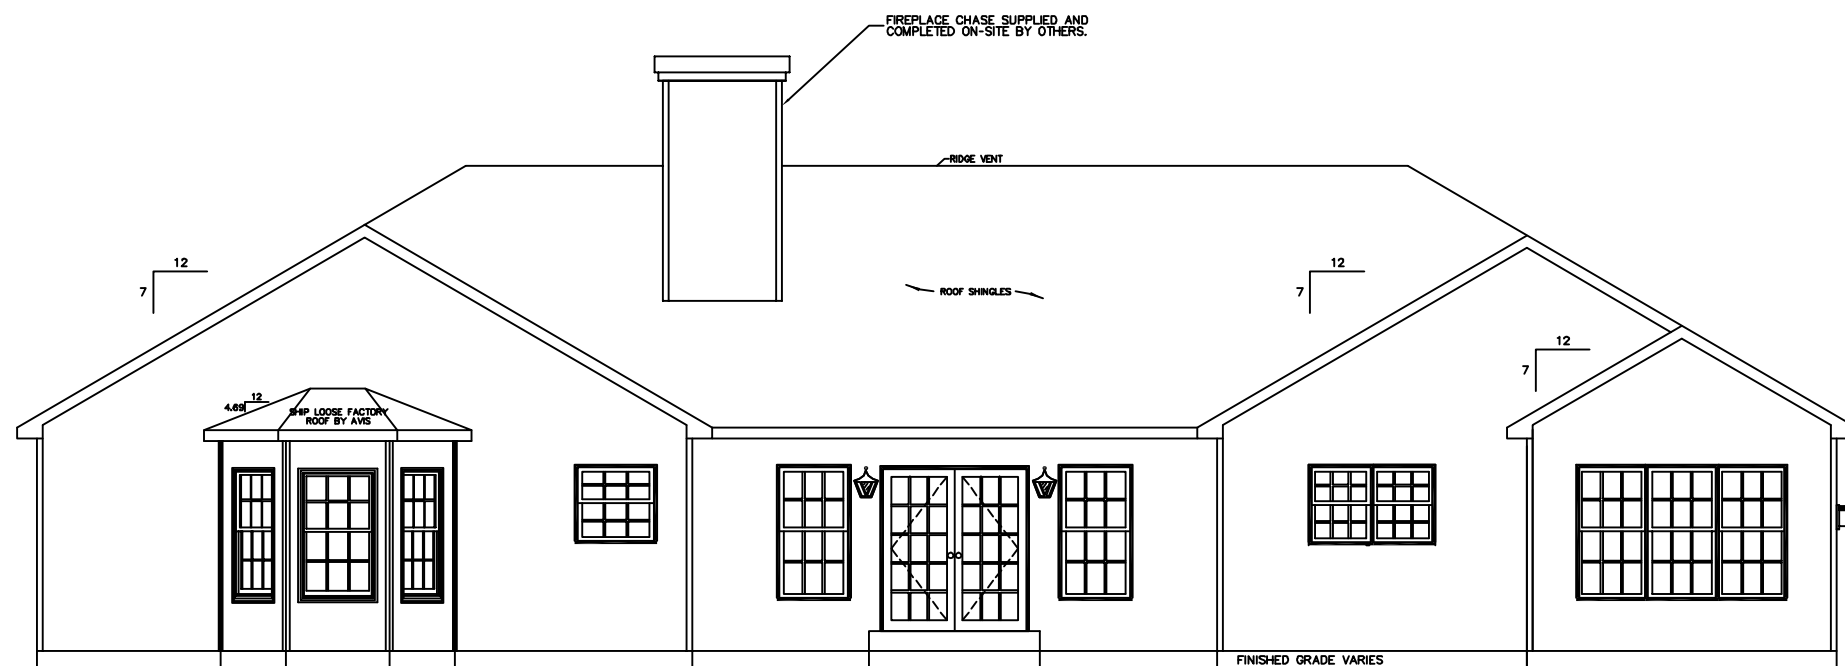 FIREPLACE CHASE SUPPLIED AND
COMPLETED ON-SITE BY OTHERS.
RIDGE VENT
12
7
ROOF SHINGLES
12
7
12
7
12
4.69
SHIP LOOSE FACTORY
ROOF BY AVIS
FINISHED GRADE VARIES